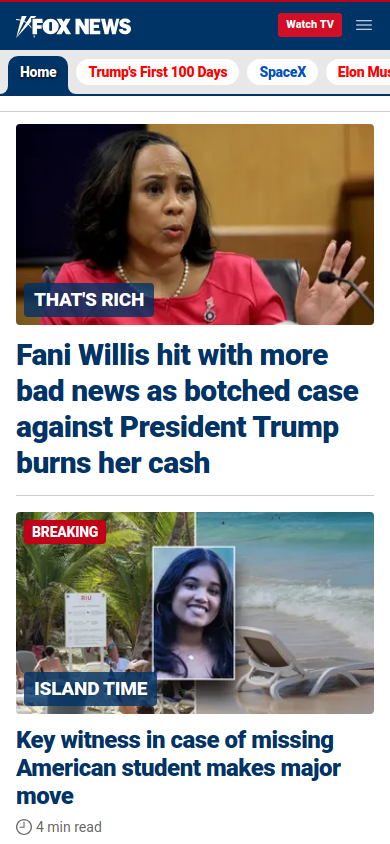 FOX NEWS
Watch TV
Home
Trump's First 100 Days
SpaceX
Elon Mus
THAT'S RICH
Fani Willis hit with more
bad news as botched case
against President Trump
burns her cash
BREAKING
RIU
ISLAND TIME
Key witness in case of missing
American student makes major
move
4 min read